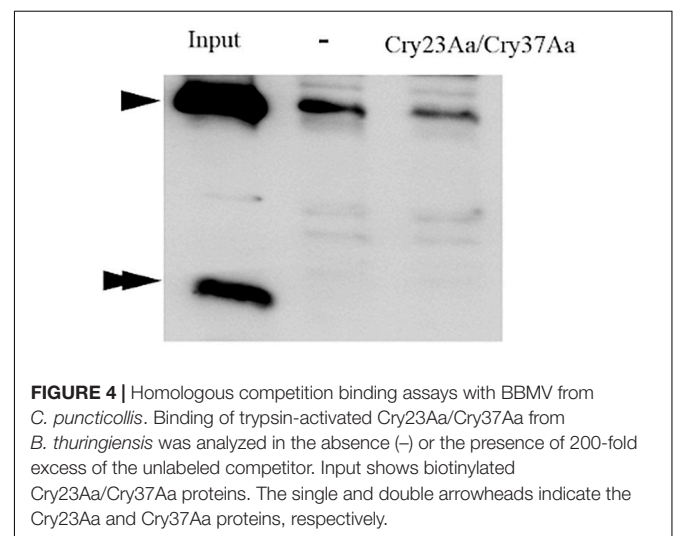 Input - Cry23Aa/Cry37Aa
FIGURE 4 | Homologous competition binding assays with BBMV from
C. puncticollis. Binding of trypsin-activated Cry23Aa/Cry37Aa from
B. thuringiensis was analyzed in the absence (–) or the presence of 200-fold
excess of the unlabeled competitor. Input shows biotinylated
Cry23Aa/Cry37Aa proteins. The single and double arrowheads indicate the
Cry23Aa and Cry37Aa proteins, respectively.